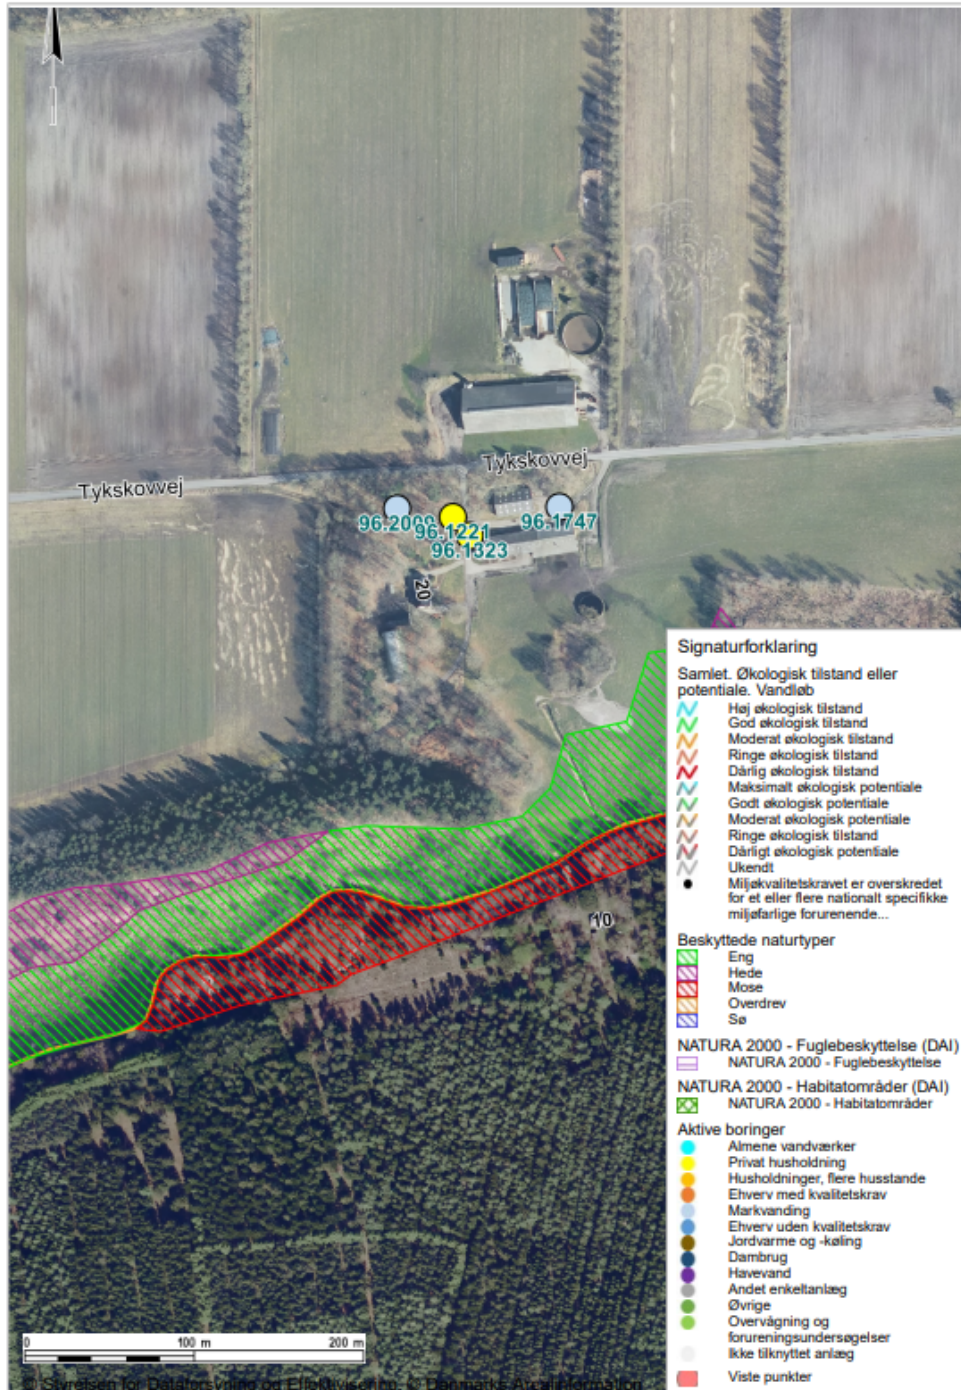 Tykskovvej
Tykskovvej
96.2009
96.1221
96.1323
96.1747
20
10
Signaturforklaring
Samlet. Økologisk tilstand eller
potentiale. Vandløb
Høj økologisk tilstand
God økologisk tilstand
Moderat økologisk tilstand
Ringe økologisk tilstand
Dårlig økologisk tilstand
Maksimalt økologisk potentiale
Godt økologisk potentiale
Moderat økologisk potentiale
Ringe økologisk tilstand
Dårligt økologisk potentiale
Ukendt
Miljøkvalitetskravet er overskredet
for et eller flere nationalt specifikke
miljøfarlige forurenende...
Beskyttede naturtyper
Eng
Hede
Mose
Overdrev
Sø
NATURA 2000 - Fuglebeskyttelse (DAI)
NATURA 2000 - Fuglebeskyttelse
NATURA 2000 - Habitatområder (DAI)
NATURA 2000 - Habitatområder
Aktive boringer
Almene vandværker
Privat husholdning
Husholdninger, flere husstande
Ehverv med kvalitetskrav
Markvanding
Ehverv uden kvalitetskrav
Jordvarme og -køling
Dambrug
Havevand
Andet enkeltanlæg
Øvrige
Overvågning og
forureningsundersøgelser
Ikke tilknyttet anlæg
Viste punkter
0 100 m 200 m
© Styrelsen for Dataforsyning og Effektivisering, © Danmarks Arealinformation